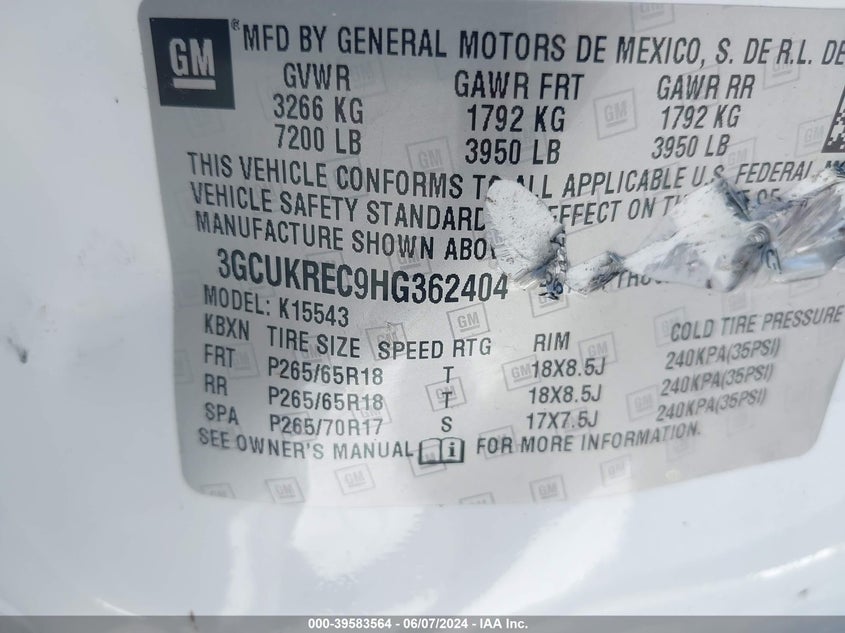 GM ® MFD BY GENERAL MOTORS DE MEXICO, S. DE R.L. DE
GVWR GAWR FRT GAWR RR
3266 KG 1792 KG 1792 KG
7200 LB 3950 LB 3950 LB
THIS VEHICLE CONFORMS TO ALL APPLICABLE U.S. FEDERAL
VEHICLE SAFETY STANDARD EFFECT ON THE OF
MANUFACTURE SHOWN ABOV
3GCUKREC9HG362404
MODEL: K15543
KBXN TIRE SIZE SPEED RTG RIM COLD TIRE PRESSURE
FRT P265/65R18 T 18X8.5J 240KPA(35PSI)
RR P265/65R18 T 18X8.5J 240KPA(35PSI)
SPA P265/70R17 S 17X7.5J 240KPA(35PSI)
SEE OWNER'S MANUAL FOR MORE INFORMATION.
000-39583564 - 06/07/2024 - IAA Inc.